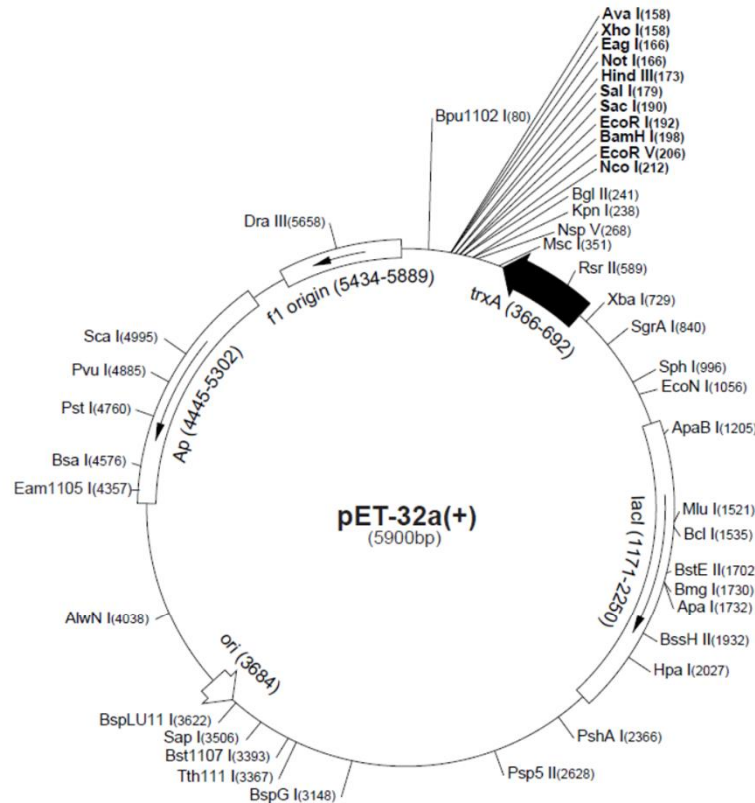 Ava I(158)
Xho I(158)
Eag I(166)
Not I(166)
Hind III(173)
Sal I(179)
Sac I(190)
EcoR I(192)
BamH I(198)
EcoR V(206)
Nco I(212)
Bpu1102 I(80)
Bgl II(241)
Kpn I(238)
Nsp V(268)
Msc I(351)
Dra III(5658)
Rsr II(589)
f1 origin (5434-5889)
trxA (366-692)
Xba I(729)
SgrA I(840)
Sca I(4995)
Sph I(996)
EcoN I(1056)
Pvu I(4885)
Pst I(4760)
Ap (4445-5302)
ApaB I(1205)
Bsa I(4576)
Eam1105 I(4357)
pET-32a(+)
(5900bp)
lacI (1171-2250)
Mlu I(1521)
Bcl I(1535)
BstE II(1702)
Bmg I(1730)
Apa I(1732)
AlwN I(4038)
BssH II(1932)
Hpa I(2027)
ori (3684)
BspLU11 I(3622)
Sap I(3506)
Bst1107 I(3393)
Tth111 I(3367)
BspG I(3148)
PshA I(2366)
Psp5 II(2628)